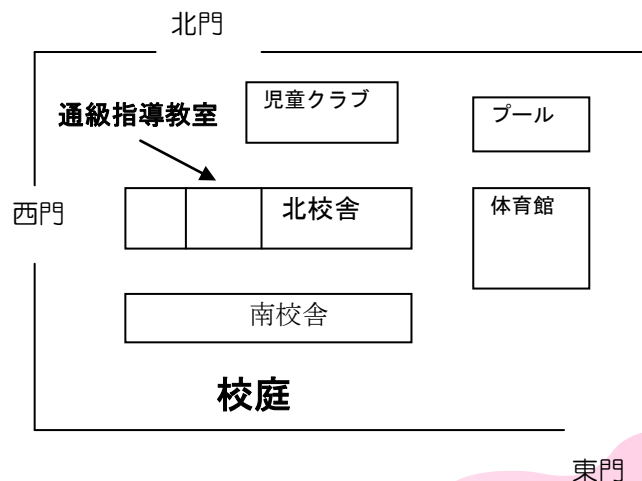 北門
児童クラブ
プール
通級指導教室
西門
北校舎
体育館
南校舎
校庭
東門